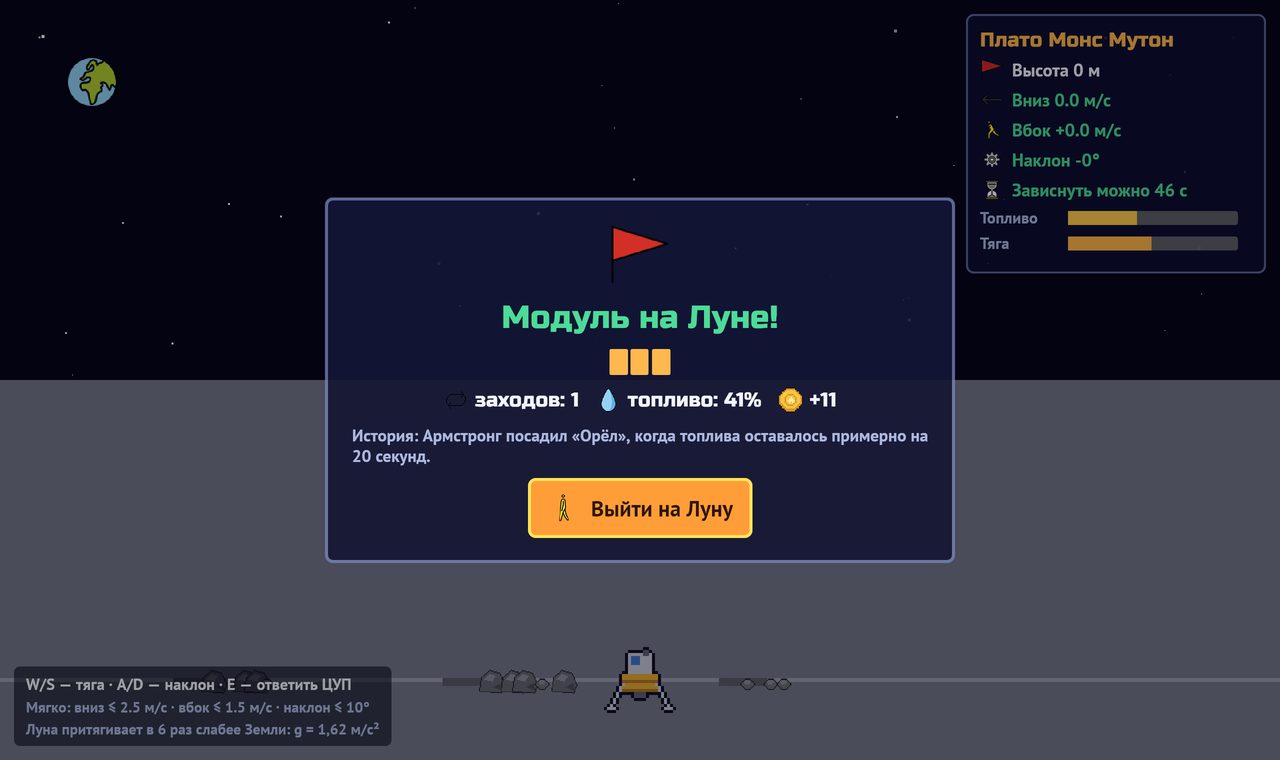 Плато Монс Мутон
Высота 0 м
Вниз 0.0 м/с
Вбок +0.0 м/с
Наклон -0°
Зависнуть можно 46 с
Топливо
Тяга
Модуль на Луне!
заходов: 1 топливо: 41% +11
История: Армстронг посадил «Орёл», когда топлива оставалось примерно на
20 секунд.
Выйти на Луну
W/S — тяга · A/D — наклон · E — ответить ЦУП
Мягко: вниз ≤ 2.5 м/с · вбок ≤ 1.5 м/с · наклон ≤ 10°
Луна притягивает в 6 раз слабее Земли: g = 1,62 м/с²